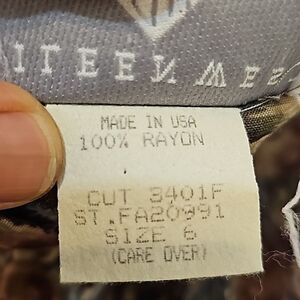 MADE IN USA
100% RAYON
CUT 3401F
ST.FA20991
SIZE 6
(CARE OVER)